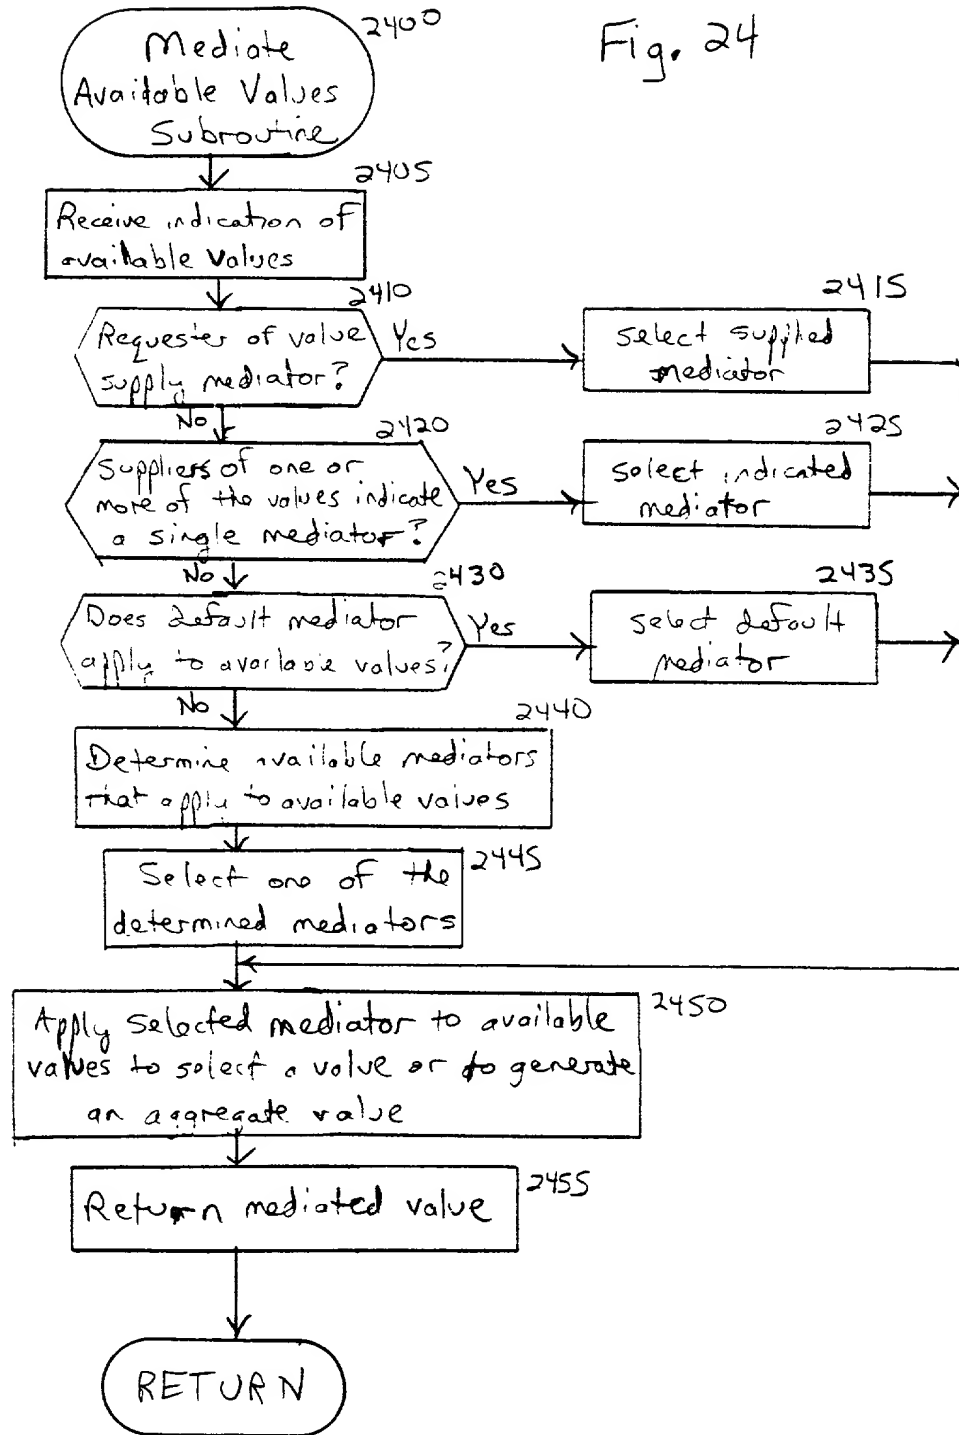 Fig. 24
2400
Mediate
Available Values
Subroutine
2405
Receive indication of
available values
2410
Requester of value
supply mediator?
Yes
2415
select supplied
mediator
No
2420
Suppliers of one or
more of the values indicate
a single mediator?
Yes
2425
select indicated
mediator
No
2430
Does default mediator
apply to available values?
Yes
2435
select default
mediator
No
2440
Determine available mediators
that apply to available values
2445
Select one of the
determined mediators
2450
Apply selected mediator to available
values to select a value or to generate
an aggregate value
2455
Return mediated value
RETURN